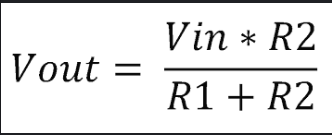 Vout = Vin * R2
R1 + R2